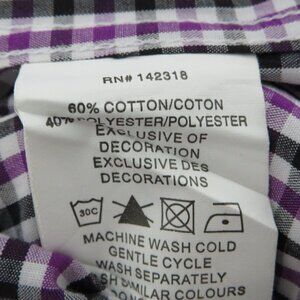 RN# 142318
60% COTTON/COTON
40% POLYESTER/POLYESTER
EXCLUSIVE OF
DECORATION
EXCLUSIVE DES
DECORATIONS
30C
MACHINE WASH COLD
GENTLE CYCLE
WASH SEPARATELY
SIMILAR COLOURS